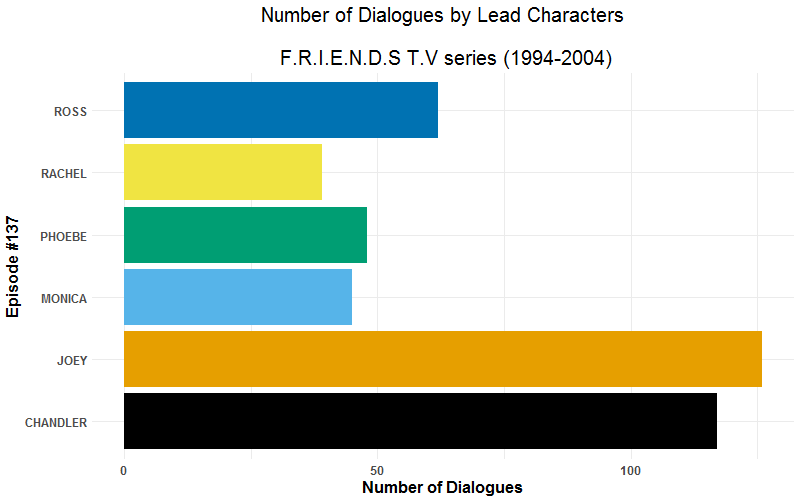 Number of Dialogues by Lead Characters
F.R.I.E.N.D.S T.V series (1994-2004)
Episode #137
ROSS
RACHEL
PHOEBE
MONICA
JOEY
CHANDLER
0 50 100
Number of Dialogues